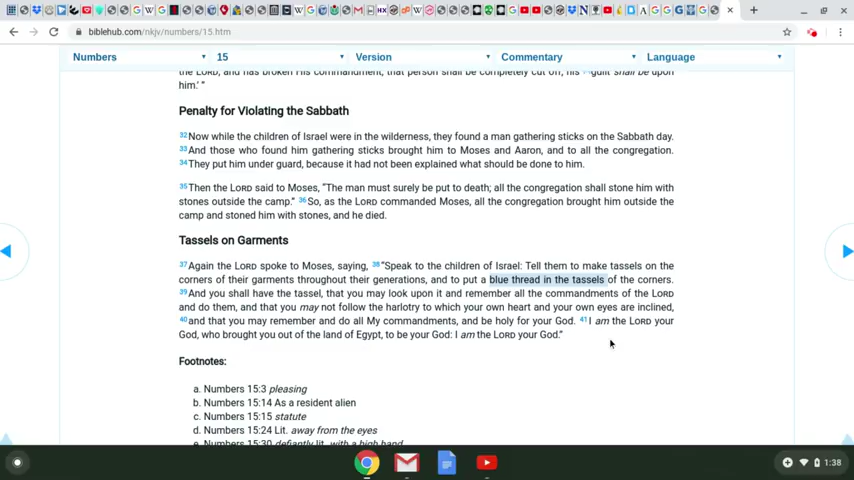 biblehub.com/nkjv/numbers/15.htm
Numbers 15 Version Commentary Language
the LORD, and has broken His commandment, that person shall be completely cut off; his guilt shall be upon
him.’ ”
Penalty for Violating the Sabbath
32Now while the children of Israel were in the wilderness, they found a man gathering sticks on the Sabbath day.
33And those who found him gathering sticks brought him to Moses and Aaron, and to all the congregation.
34They put him under guard, because it had not been explained what should be done to him.
35Then the LORD said to Moses, “The man must surely be put to death; all the congregation shall stone him with
stones outside the camp.” 36So, as the LORD commanded Moses, all the congregation brought him outside the
camp and stoned him with stones, and he died.
Tassels on Garments
37Again the LORD spoke to Moses, saying, 38“Speak to the children of Israel: Tell them to make tassels on the
corners of their garments throughout their generations, and to put a blue thread in the tassels of the corners.
39And you shall have the tassel, that you may look upon it and remember all the commandments of the LORD
and do them, and that you may not follow the harlotry to which your own heart and your own eyes are inclined,
40and that you may remember and do all My commandments, and be holy for your God. 41I am the LORD your
God, who brought you out of the land of Egypt, to be your God: I am the LORD your God.”
Footnotes:
a. Numbers 15:3 pleasing
b. Numbers 15:14 As a resident alien
c. Numbers 15:15 statute
d. Numbers 15:24 Lit. away from the eyes
e. Numbers 15:30 defiantly lit. with a high hand
1:38